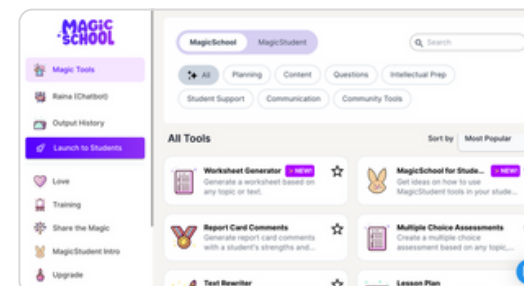 MAGIC
SCHOOL
Magic Tools
Raina (Chatbot)
Output History
Launch to Students
Love
Training
Share the Magic
MagicStudent Intro
Upgrade
MagicSchool MagicStudent
Search
All Planning Content Questions Intellectual Prep
Student Support Communication Community Tools
All Tools
Sort by Most Popular
Worksheet Generator NEW!
Generate a worksheet based on
any topic or text.
MagicSchool for Stude... NEW!
Get ideas on how to use
MagicStudent tools in your stude...
Report Card Comments
Generate report card comments
with a student's strengths and...
Multiple Choice Assessments
Create a multiple choice
assessment based on any topic,...
Text Rewriter
Lesson Plan